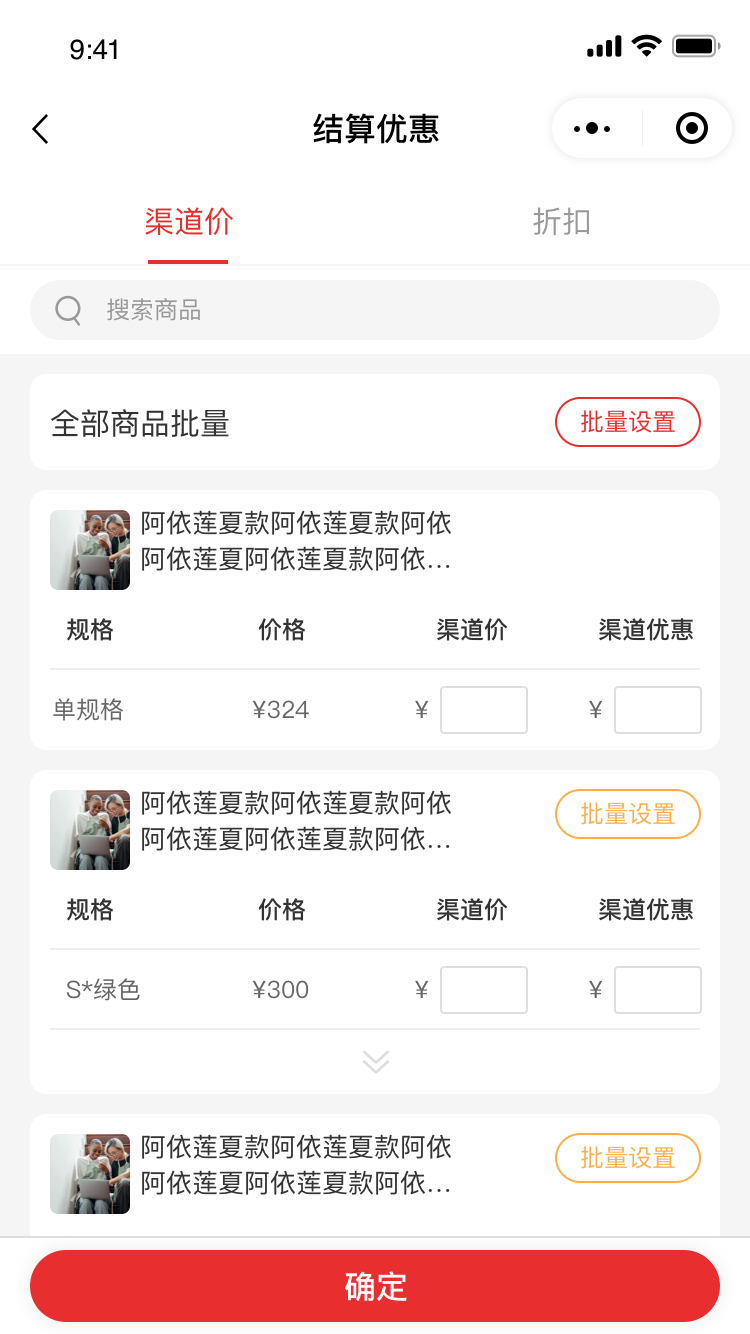 9:41
结算优惠
渠道价 折扣
搜索商品
全部商品批量 批量设置
阿依莲夏款阿依莲夏款阿依
阿依莲夏阿依莲夏款阿依...
规格 价格 渠道价 渠道优惠
单规格 ¥324 ¥ ¥
阿依莲夏款阿依莲夏款阿依 批量设置
阿依莲夏阿依莲夏款阿依...
规格 价格 渠道价 渠道优惠
S*绿色 ¥300 ¥ ¥
阿依莲夏款阿依莲夏款阿依 批量设置
阿依莲夏阿依莲夏款阿依...
确定